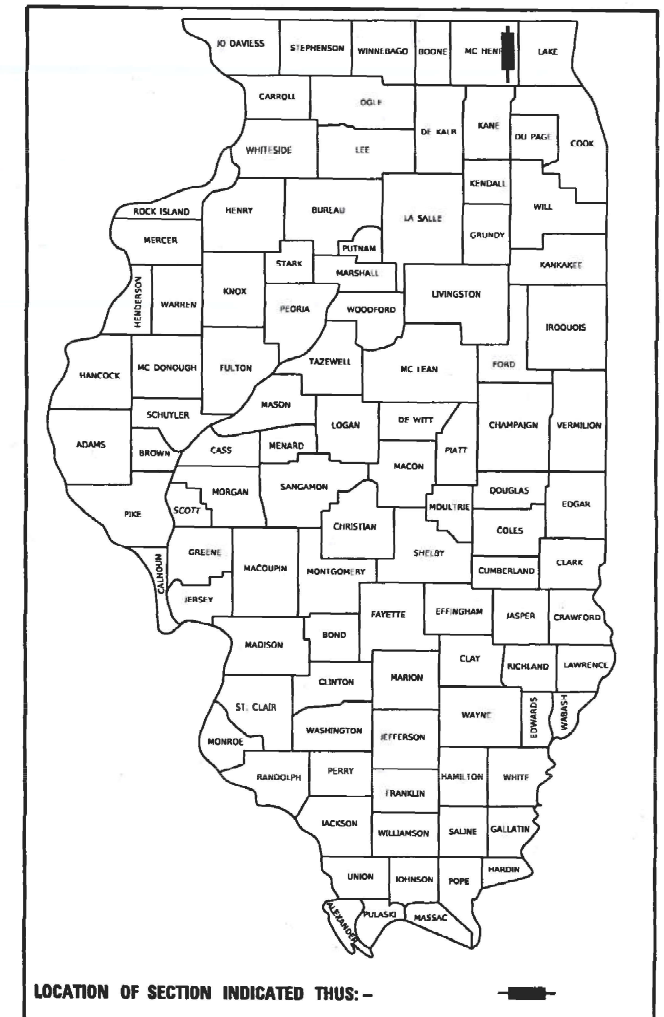 JO DAVIESS STEPHENSON WINNEBAGO BOONE MC HENR LAKE
CARROLL OGLE
DE KALB KANE DU PAGE COOK
WHITESIDE LEE
KENDALL
ROCK ISLAND HENRY BUREAU LA SALLE WILL
MERCER PUTNAM GRUNDY
STARK MARSHALL KANKAKEE
HENDERSON WARREN KNOX PEORIA WOODFORD LIVINGSTON
IROQUOIS
HANCOCK MC DONOUGH FULTON TAZEWELL MC LEAN FORD
MASON
SCHUYLER LOGAN DE WITT CHAMPAIGN VERMILION
ADAMS BROWN CASS MENARD PIATT
MACON
MORGAN SANGAMON DOUGLAS EDGAR
PIKE SCOTT CHRISTIAN MOULTRIE
COLES
GREENE MACOUPIN MONTGOMERY SHELBY
CALHOUN CUMBERLAND CLARK
JERSEY
FAYETTE EFFINGHAM JASPER CRAWFORD
MADISON BOND
CLAY RICHLAND LAWRENCE
CLINTON MARION
ST. CLAIR WAYNE EDWARDS WABASH
MONROE WASHINGTON JEFFERSON
RANDOLPH PERRY HAMILTON WHITE
FRANKLIN
JACKSON WILLIAMSON SALINE GALLATIN
UNION JOHNSON POPE HARDIN
ALEXANDER PULASKI MASSAC
LOCATION OF SECTION INDICATED THUS: –